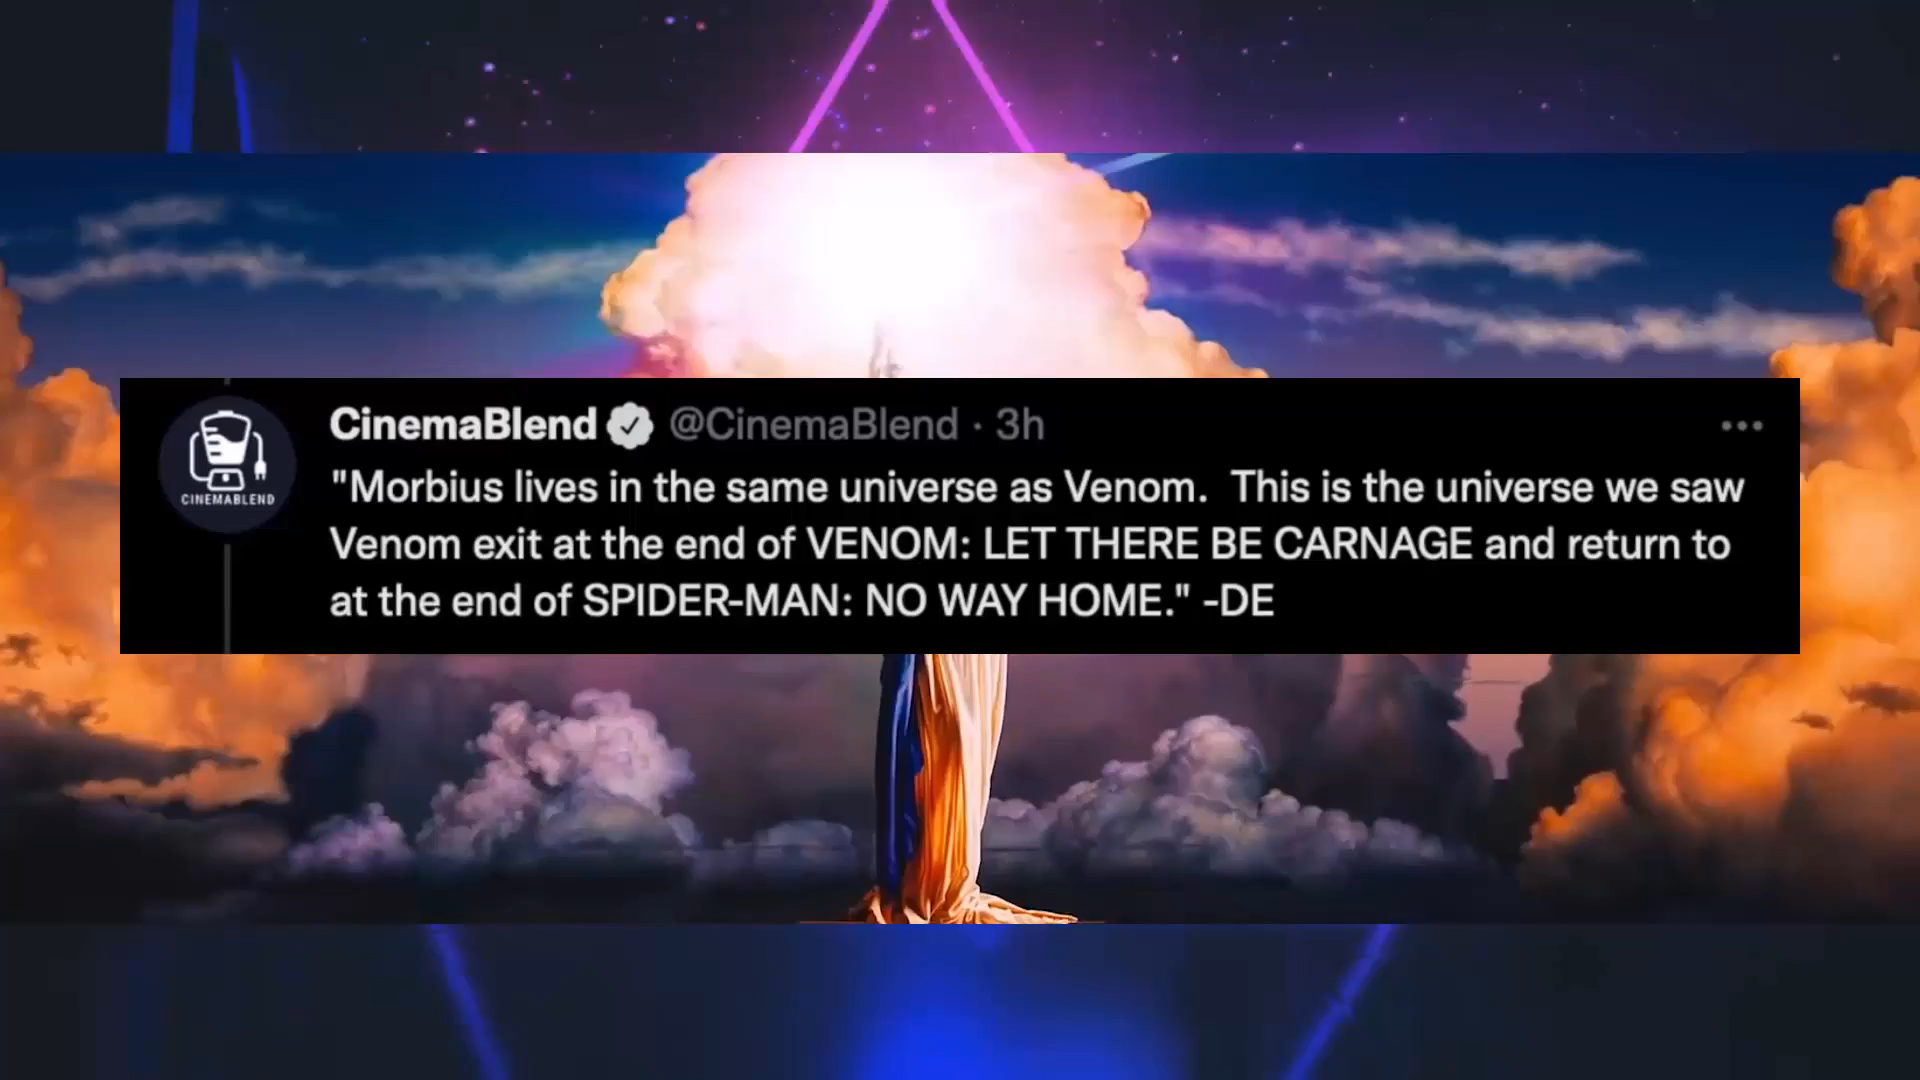 CinemaBlend @CinemaBlend · 3h
"Morbius lives in the same universe as Venom.  This is the universe we saw
Venom exit at the end of VENOM: LET THERE BE CARNAGE and return to
at the end of SPIDER-MAN: NO WAY HOME." -DE
CINEMABLEND